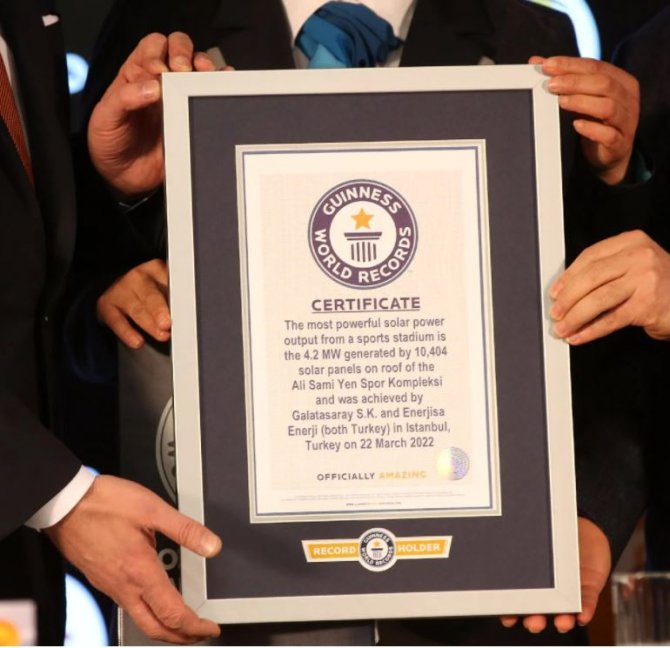 GUINNESS
WORLD RECORDS
CERTIFICATE
The most powerful solar power
output from a sports stadium is
the 4.2 MW generated by 10,404
solar panels on roof of the
Ali Sami Yen Spor Kompleksi
and was achieved by
Galatasaray S.K. and Enerjisa
Enerji (both Turkey) in Istanbul,
Turkey on 22 March 2022
OFFICIALLY AMAZING
RECORD HOLDER